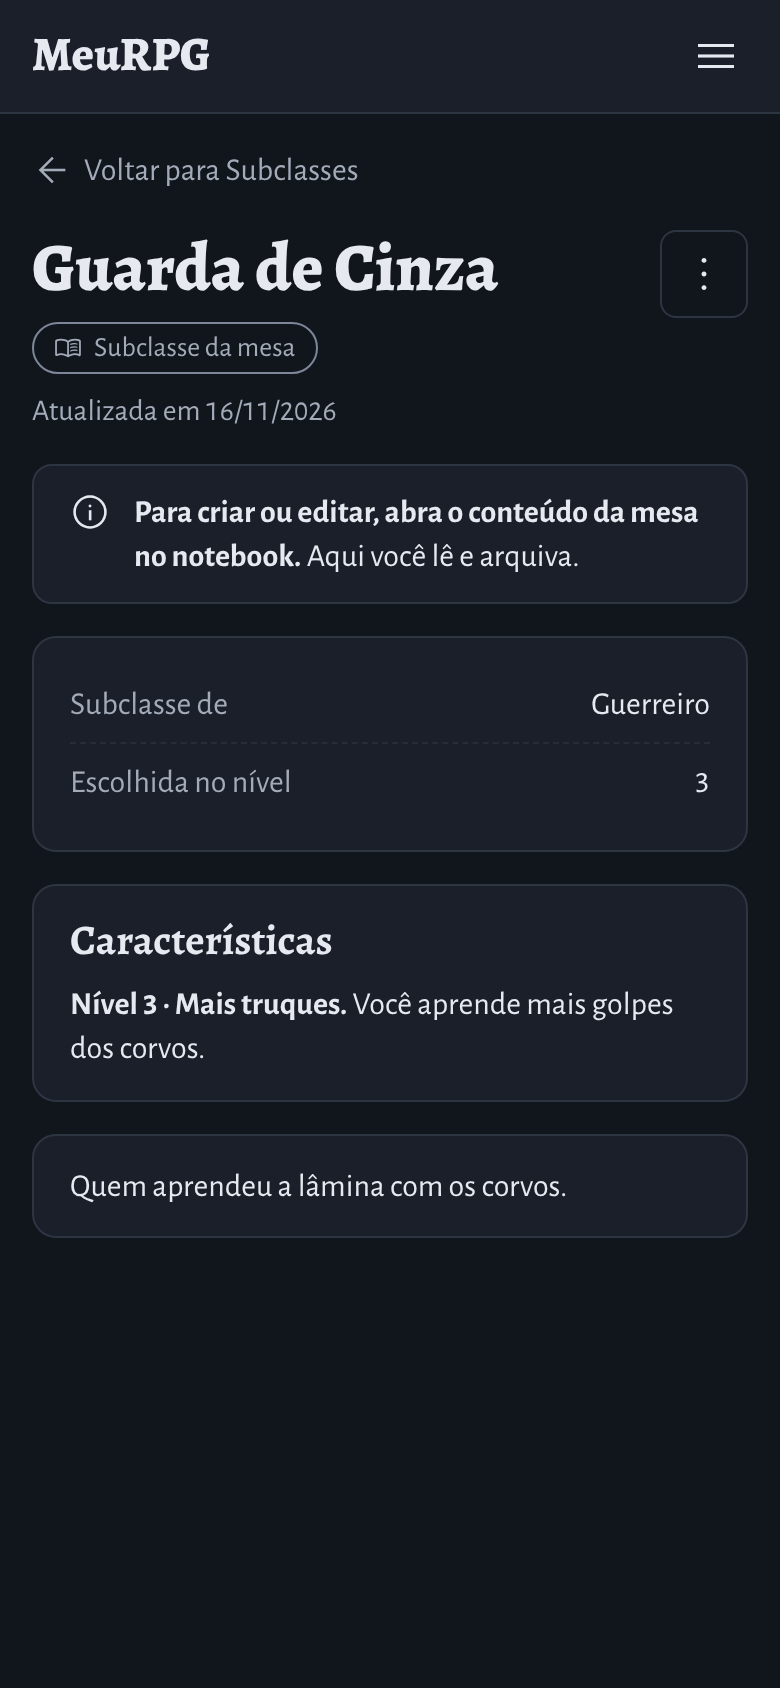 MeuRPG
Voltar para Subclasses
Guarda de Cinza
Subclasse da mesa
Atualizada em 16/11/2026
Para criar ou editar, abra o conteúdo da mesa
no notebook. Aqui você lê e arquiva.
Subclasse de Guerreiro
Escolhida no nível 3
Características
Nível 3 · Mais truques. Você aprende mais golpes
dos corvos.
Quem aprendeu a lâmina com os corvos.